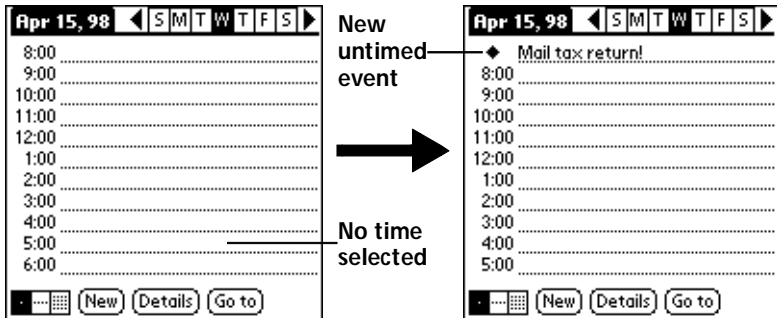 Apr 15, 98 S M T W T F S
8:00
9:00
10:00
11:00
12:00
1:00
2:00
3:00
4:00
5:00
6:00
New Details Go to
New
untimed
event
No time
selected
Apr 15, 98 S M T W T F S
Mail tax return!
8:00
9:00
10:00
11:00
12:00
1:00
2:00
3:00
4:00
5:00
New Details Go to